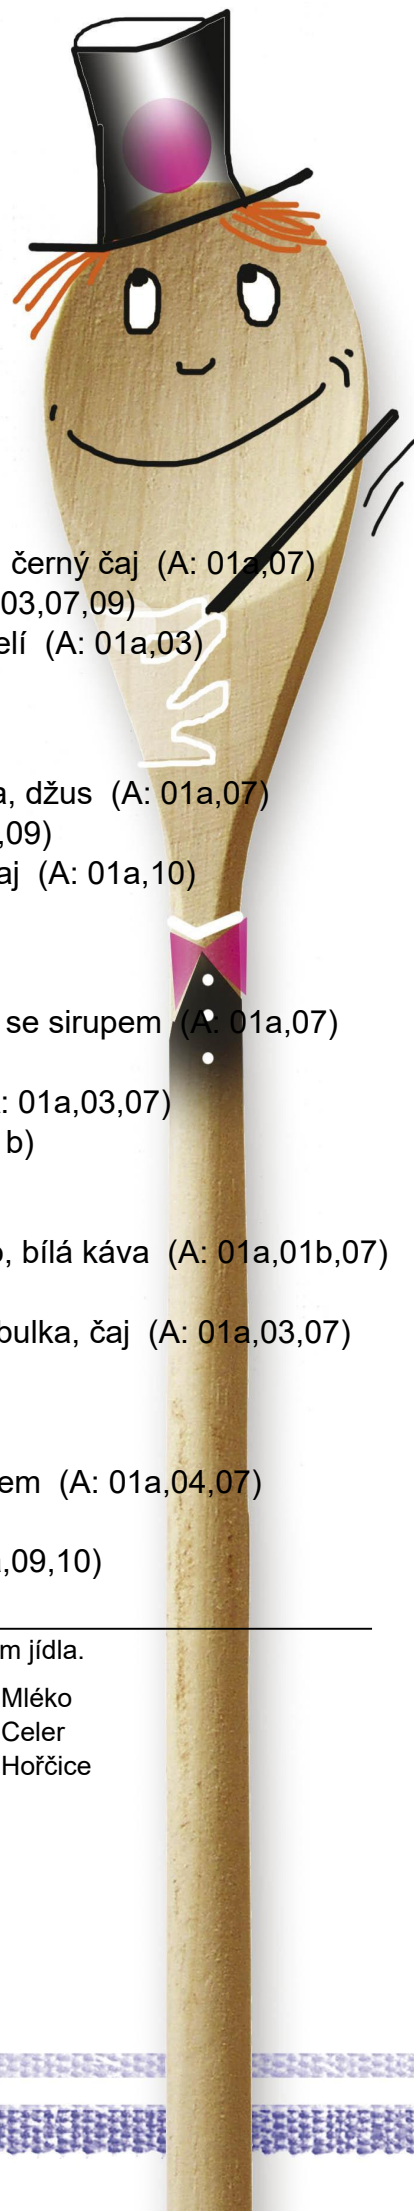 černý čaj (A: 01a,07)
03,07,09)
elí (A: 01a,03)
a, džus (A: 01a,07)
,09)
aj (A: 01a,10)
se sirupem (A: 01a,07)
: 01a,03,07)
b)
o, bílá káva (A: 01a,01b,07)
bulka, čaj (A: 01a,03,07)
em (A: 01a,04,07)
,09,10)
m jídla.
Mléko
Celer
Hořčice